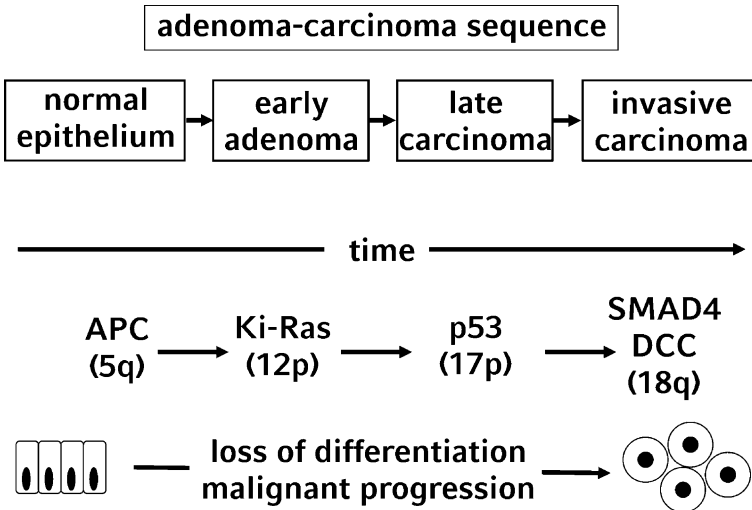 adenoma-carcinoma sequence
normal
epithelium
early
adenoma
late
carcinoma
invasive
carcinoma
time
APC
(5q)
Ki-Ras
(12p)
p53
(17p)
SMAD4
DCC
(18q)
loss of differentiation
malignant progression